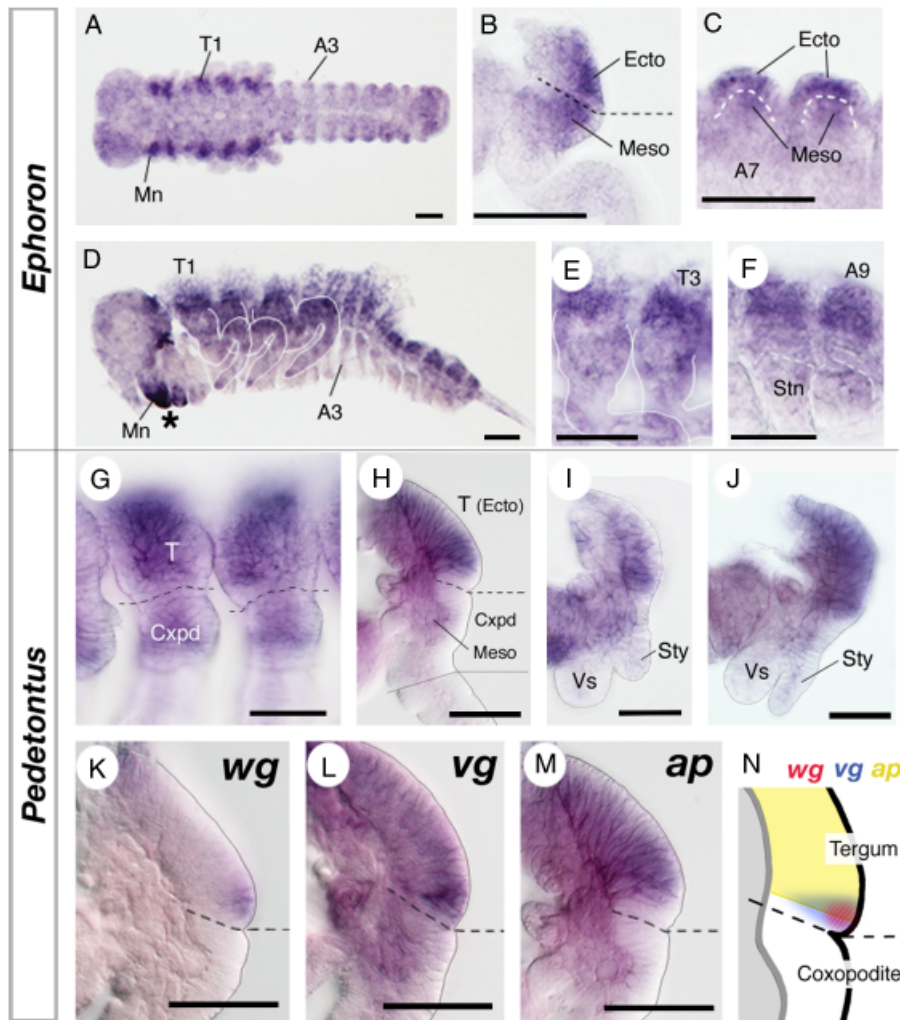 Ephoron
A
T1
A3
Mn
B
Ecto
Meso
C
Ecto
Meso
A7
D
T1
Mn
*
A3
E
T3
F
A9
Stn
Pedetontus
G
T
Cxpd
H
T (Ecto)
Cxpd
Meso
I
Vs
Sty
J
Vs
Sty
K
wg
L
vg
M
ap
N
wg vg ap
Tergum
Coxopodite